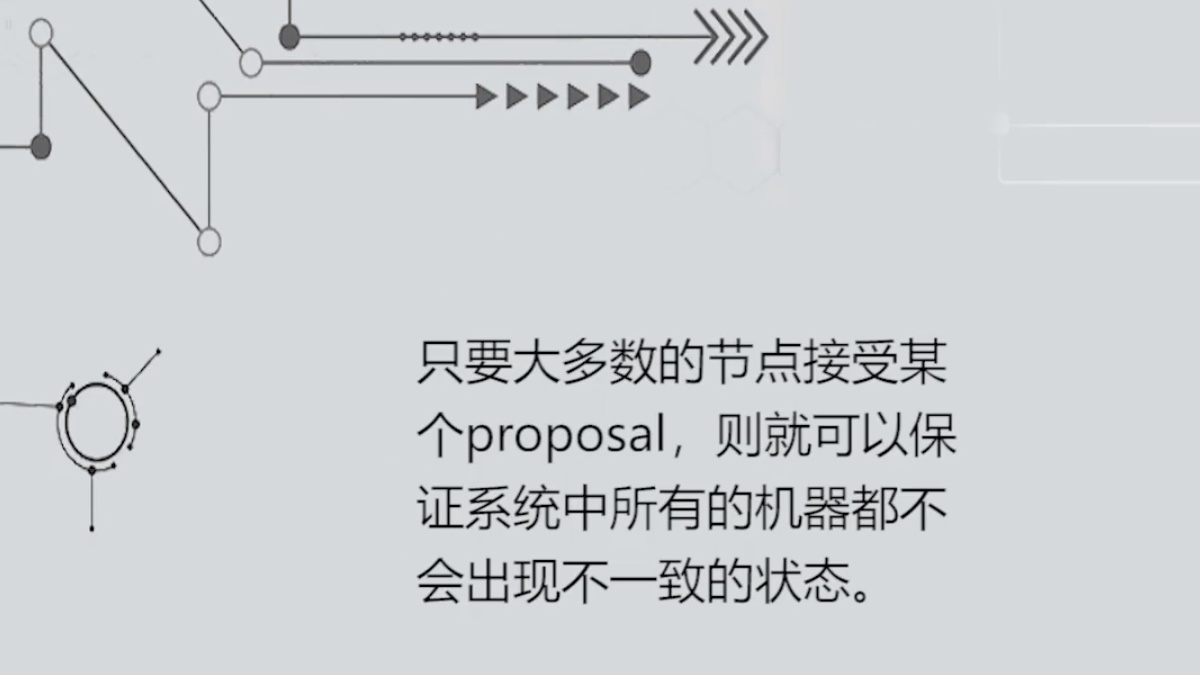 只要大多数的节点接受某
个proposal，则就可以保
证系统中所有的机器都不
会出现不一致的状态。